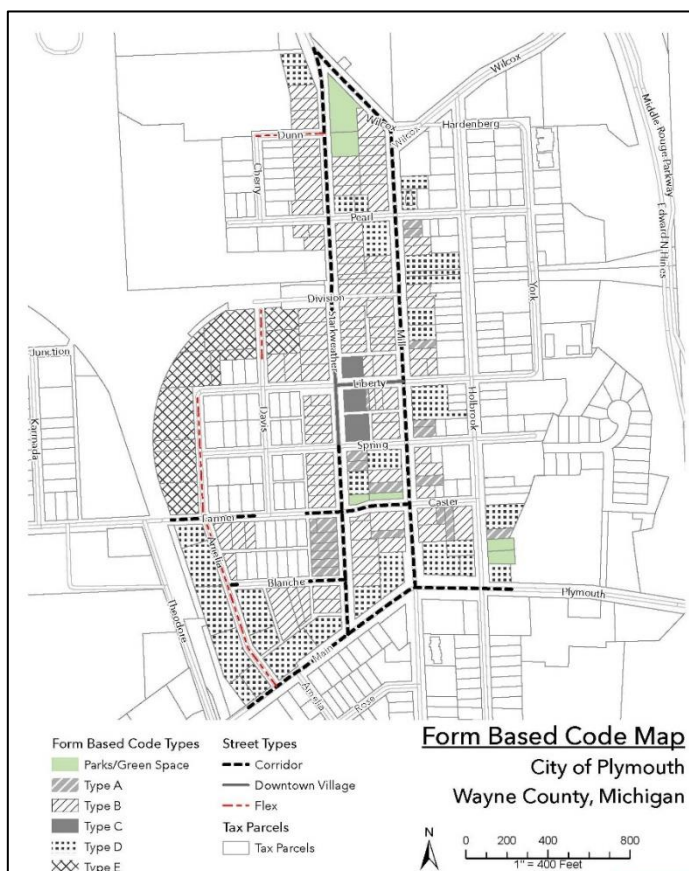 Wilcox
Middle Rouge Parkway
Edward N Hines
Wilcox
Wilcox
Hardenberg
Dunn
Cherry
Pearl
York
Division
Starkweather
Mill
Junction
Liberty
Karmada
Davis
Holbrook
Spring
Caster
Farmer
Amelia
Blanche
Plymouth
Theodore
Main
Amelia
Rose
Form Based Code Map
City of Plymouth
Wayne County, Michigan
Form Based Code Types
Parks/Green Space
Type A
Type B
Type C
Type D
Type E
Street Types
Corridor
Downtown Village
Flex
Tax Parcels
Tax Parcels
N
0 200 400 600 800
1" = 400 Feet